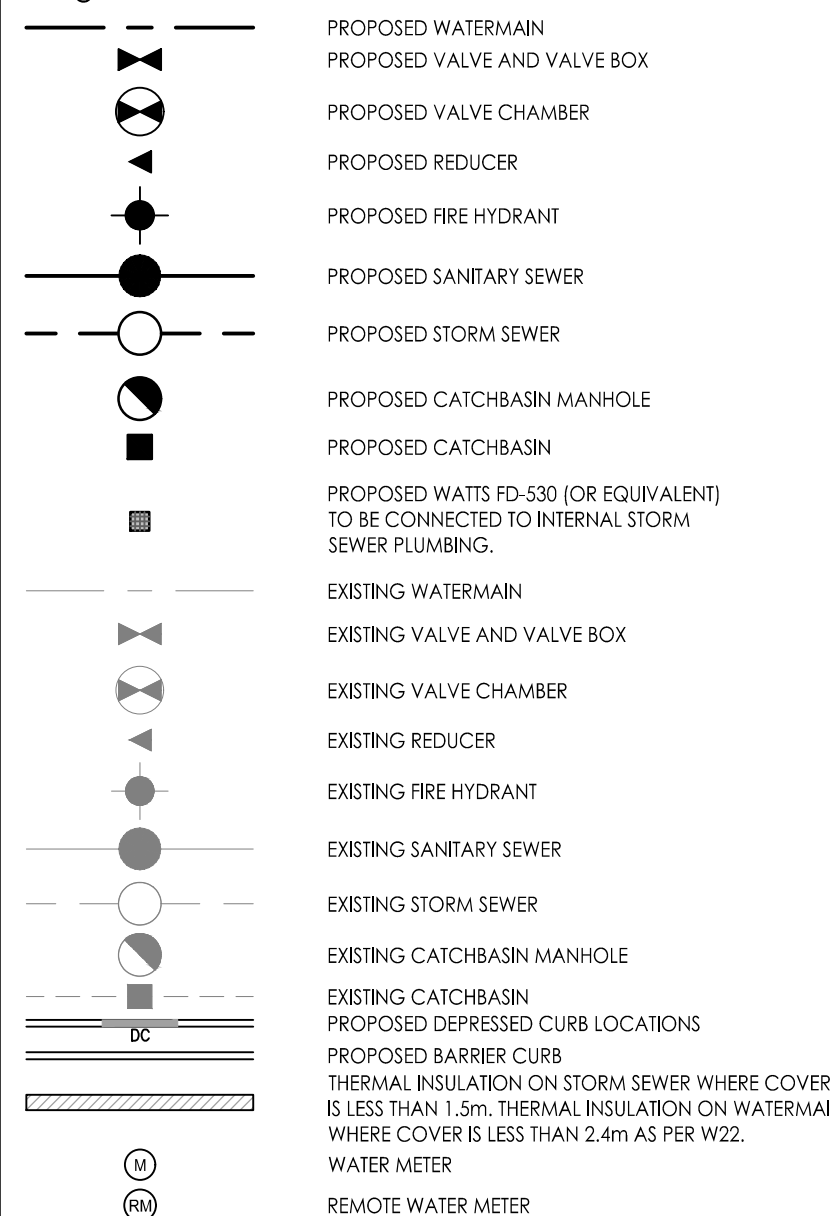 PROPOSED WATERMAIN
PROPOSED VALVE AND VALVE BOX
PROPOSED VALVE CHAMBER
PROPOSED REDUCER
PROPOSED FIRE HYDRANT
PROPOSED SANITARY SEWER
PROPOSED STORM SEWER
PROPOSED CATCHBASIN MANHOLE
PROPOSED CATCHBASIN
PROPOSED WATTS FD-530 (OR EQUIVALENT)
TO BE CONNECTED TO INTERNAL STORM
SEWER PLUMBING.
EXISTING WATERMAIN
EXISTING VALVE AND VALVE BOX
EXISTING VALVE CHAMBER
EXISTING REDUCER
EXISTING FIRE HYDRANT
EXISTING SANITARY SEWER
EXISTING STORM SEWER
EXISTING CATCHBASIN MANHOLE
EXISTING CATCHBASIN
DC PROPOSED DEPRESSED CURB LOCATIONS
PROPOSED BARRIER CURB
THERMAL INSULATION ON STORM SEWER WHERE COVER
IS LESS THAN 1.5m. THERMAL INSULATION ON WATERMAI
WHERE COVER IS LESS THAN 2.4m AS PER W22.
M WATER METER
RM REMOTE WATER METER